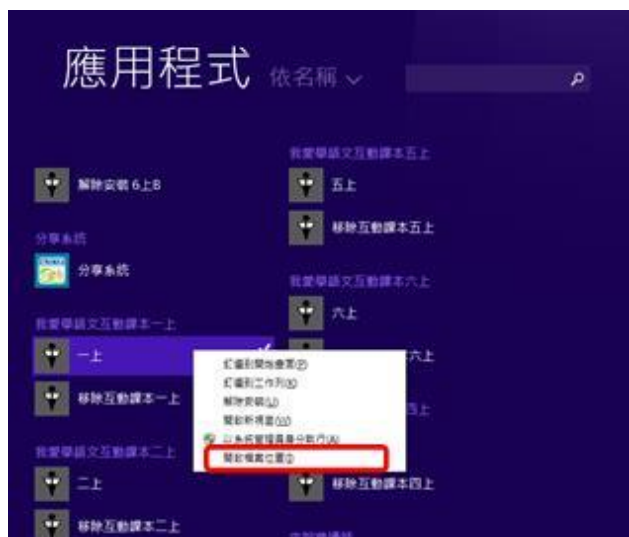 應用程式 依名稱
解除安裝 6上B
分享系統
分享系統
我愛學語文互動課本一上
一上
移除互動課本一上
我愛學語文互動課本二上
二上
移除互動課本二上
我愛學語文互動課本五上
五上
移除互動課本五上
我愛學語文互動課本六上
六上
六上
四上
移除互動課本四上
釘選到開始畫面(P)
釘選到工作列(K)
解除安裝(U)
開啟新視窗(W)
以系統管理員身分執行(A)
開啟檔案位置(I)